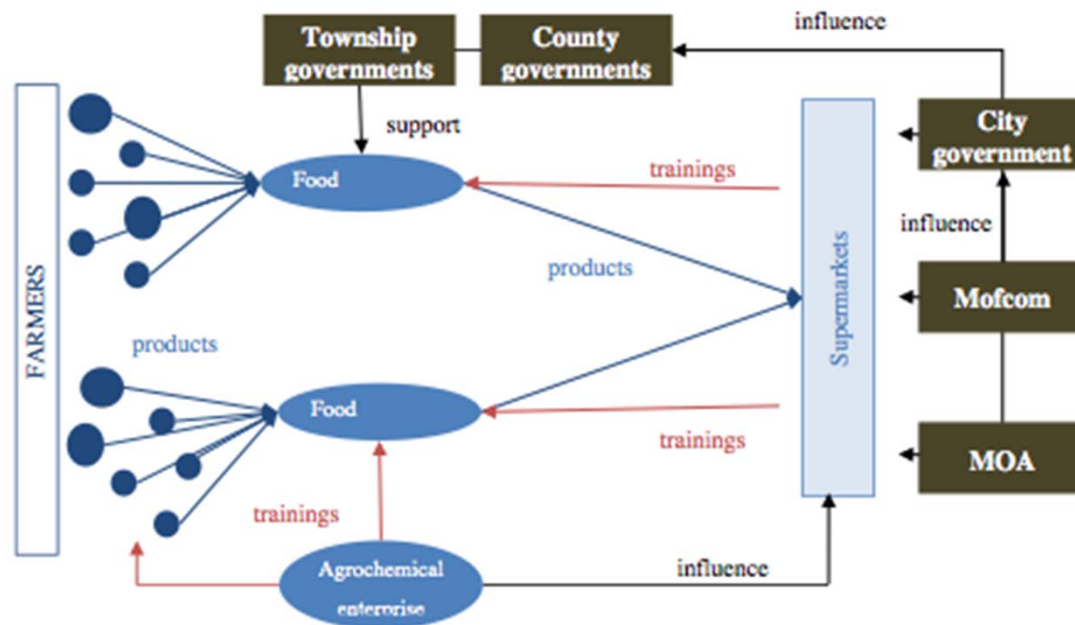 influence
Township
governments
County
governments
support
City
government
Food
trainings
influence
products
Mofcom
FARMERS
Supermarkets
products
Food
trainings
MOA
trainings
Agrochemical
enterprise
influence